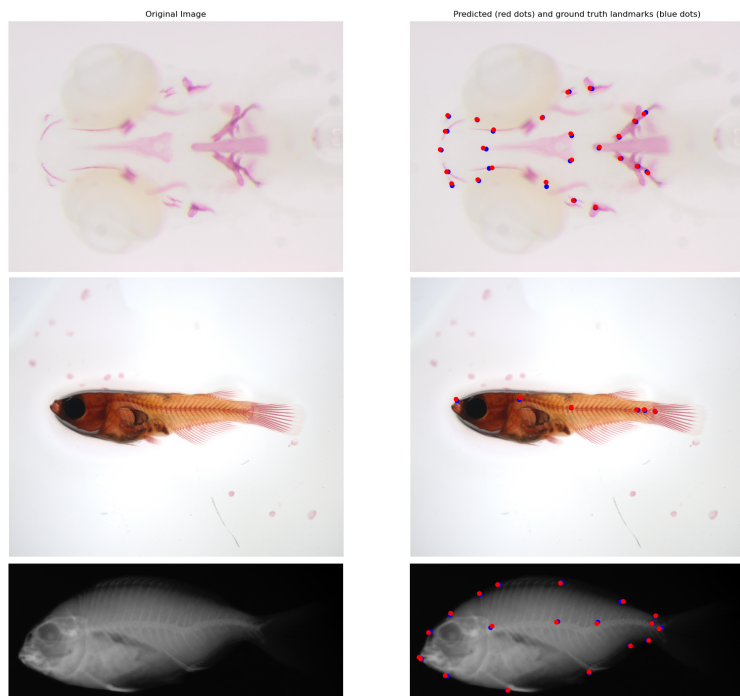 Original Image
Predicted (red dots) and ground truth landmarks (blue dots)